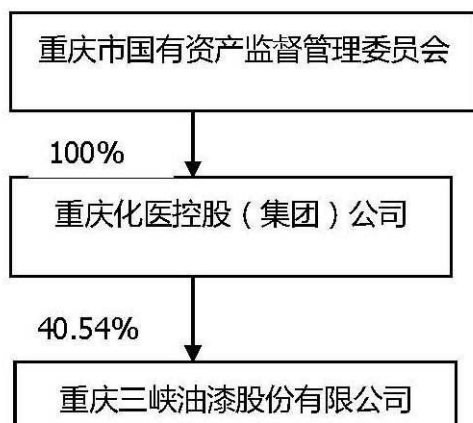 重庆市国有资产监督管理委员会
100%
重庆化医控股（集团）公司
40.54%
重庆三峡油漆股份有限公司